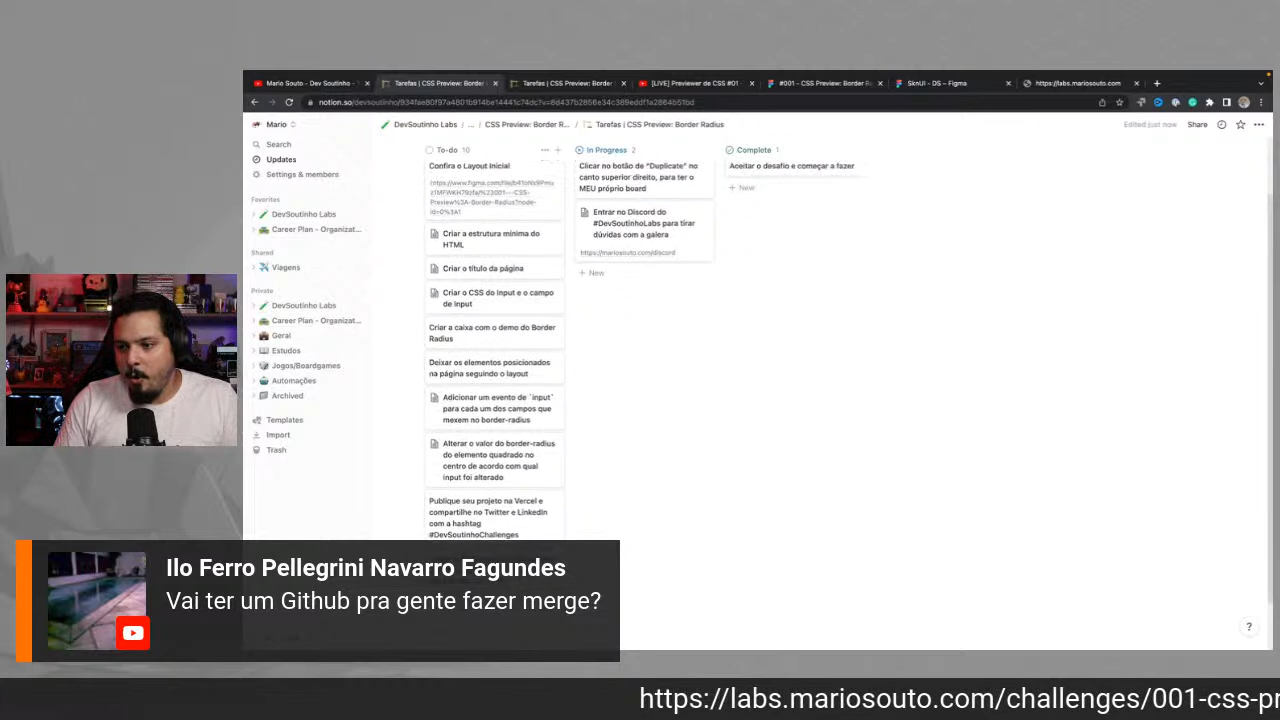 Mario Souto - Dev Soutinho -
Tarefas | CSS Preview: Border
Tarefas | CSS Preview: Border
[LIVE] Previewer de CSS #01
#001 - CSS Preview: Border R
SknUI - DS – Figma
https://labs.mariosouto.com
Mario
DevSoutinho Labs / ... / CSS Preview: Border R... / Tarefas | CSS Preview: Border Radius
Edited just now
Share
Search
Updates
Settings & members
Favorites
DevSoutinho Labs
Career Plan - Organizat...
Shared
Viagens
Private
DevSoutinho Labs
Career Plan - Organizat...
Geral
Estudos
Jogos/Boardgames
Automações
Archived
Templates
Import
Trash
To-do 10
Confira o Layout Inicial
Criar a estrutura mínima do
HTML
Criar o título da página
Criar o CSS do Input e o campo
de input
Criar a caixa com o demo do Border
Radius
Deixar os elementos posicionados
na página seguindo o layout
Adicionar um evento de `input`
para cada um dos campos que
mexem no border-radius
Alterar o valor do border-radius
do elemento quadrado no
centro de acordo com qual
input foi alterado
Publique seu projeto na Vercel e
compartilhe no Twitter e LinkedIn
com a hashtag
#DevSoutinhoChallenges
In Progress 2
Clicar no botão de "Duplicate" no
canto superior direito, para ter o
MEU próprio board
Entrar no Discord do
#DevSoutinhoLabs para tirar
dúvidas com a galera
https://mariosouto.com/discord
+ New
Complete 1
Aceitar o desafio e começar a fazer
+ New
?
Ilo Ferro Pellegrini Navarro Fagundes
Vai ter um Github pra gente fazer merge?
https://labs.mariosouto.com/challenges/001-css-pr